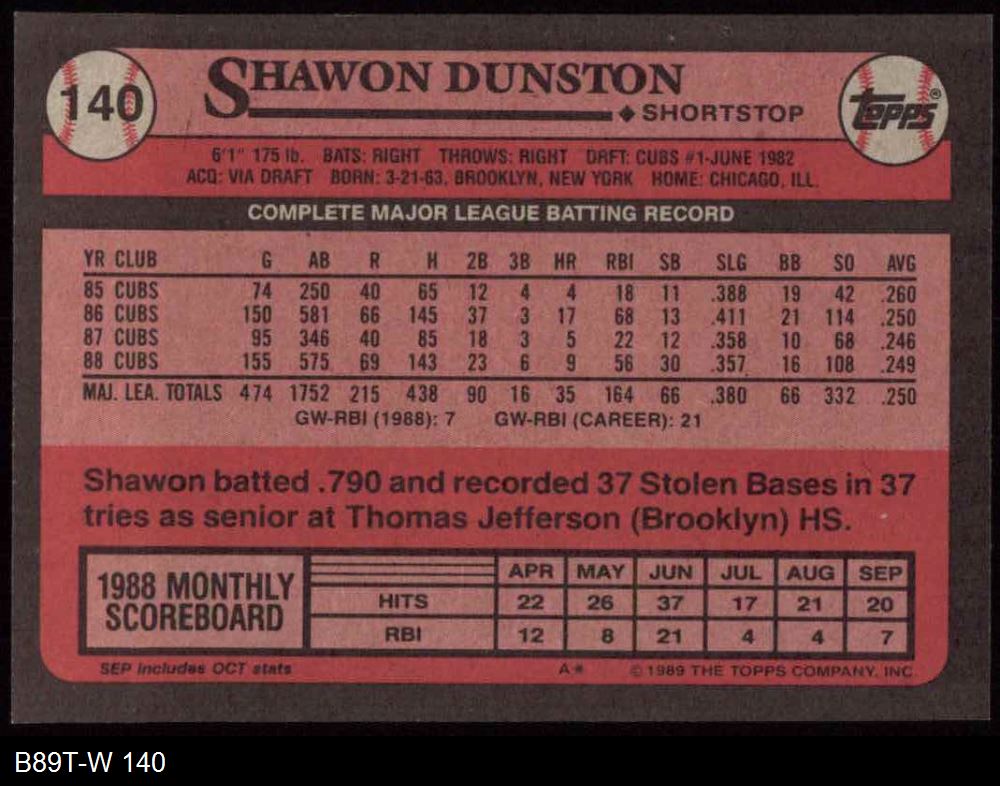 140
SHAWON DUNSTON
◆ SHORTSTOP
TOPPS®
6'1" 175 lb. BATS: RIGHT THROWS: RIGHT DRFT: CUBS #1-JUNE 1982
ACQ: VIA DRAFT BORN: 3-21-63, BROOKLYN, NEW YORK HOME: CHICAGO, ILL.
COMPLETE MAJOR LEAGUE BATTING RECORD
YR CLUB G AB R H 2B 3B HR RBI SB SLG BB SO AVG
85 CUBS 74 250 40 65 12 4 4 18 11 .388 19 42 .260
86 CUBS 150 581 66 145 37 3 17 68 13 .411 21 114 .250
87 CUBS 95 346 40 85 18 3 5 22 12 .358 10 68 .246
88 CUBS 155 575 69 143 23 6 9 56 30 .357 16 108 .249
MAJ. LEA. TOTALS 474 1752 215 438 90 16 35 164 66 .380 66 332 .250
GW-RBI (1988): 7 GW-RBI (CAREER): 21
Shawon batted .790 and recorded 37 Stolen Bases in 37
tries as senior at Thomas Jefferson (Brooklyn) HS.
1988 MONTHLY
SCOREBOARD
APR MAY JUN JUL AUG SEP
HITS 22 26 37 17 21 20
RBI 12 8 21 4 4 7
SEP includes OCT stats A* © 1989 THE TOPPS COMPANY, INC.
B89T-W 140